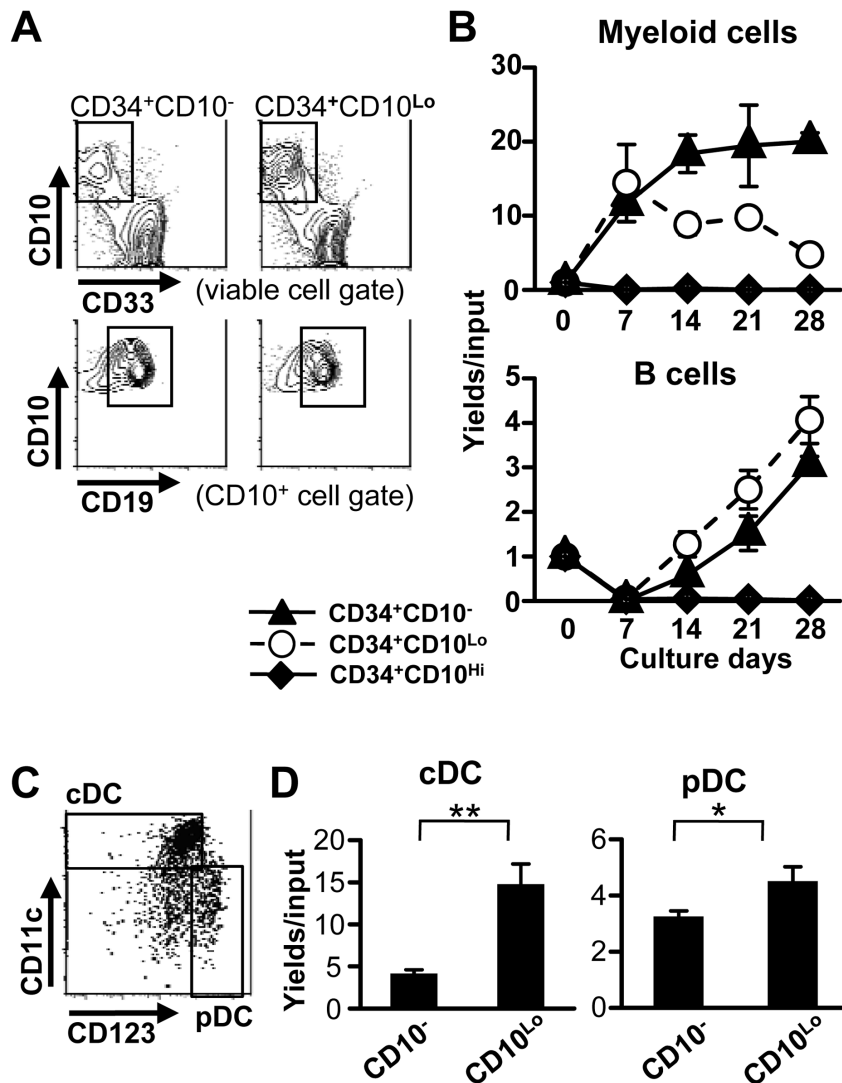 A
CD34⁺CD10⁻ CD34⁺CD10ᴸᵒ
CD10
CD33
(viable cell gate)
CD10
CD19
(CD10⁺ cell gate)
B
Myeloid cells
20
10
0
0 7 14 21 28
Yields/input
B cells
5
4
3
2
1
0
0 7 14 21 28
Culture days
CD34⁺CD10⁻
CD34⁺CD10ᴸᵒ
CD34⁺CD10ᴴⁱ
C
cDC
CD11c
CD123
pDC
D
cDC
**
20
15
10
5
0
Yields/input
CD10⁻
CD10ᴸᵒ
pDC
*
6
4
2
0
CD10⁻
CD10ᴸᵒ